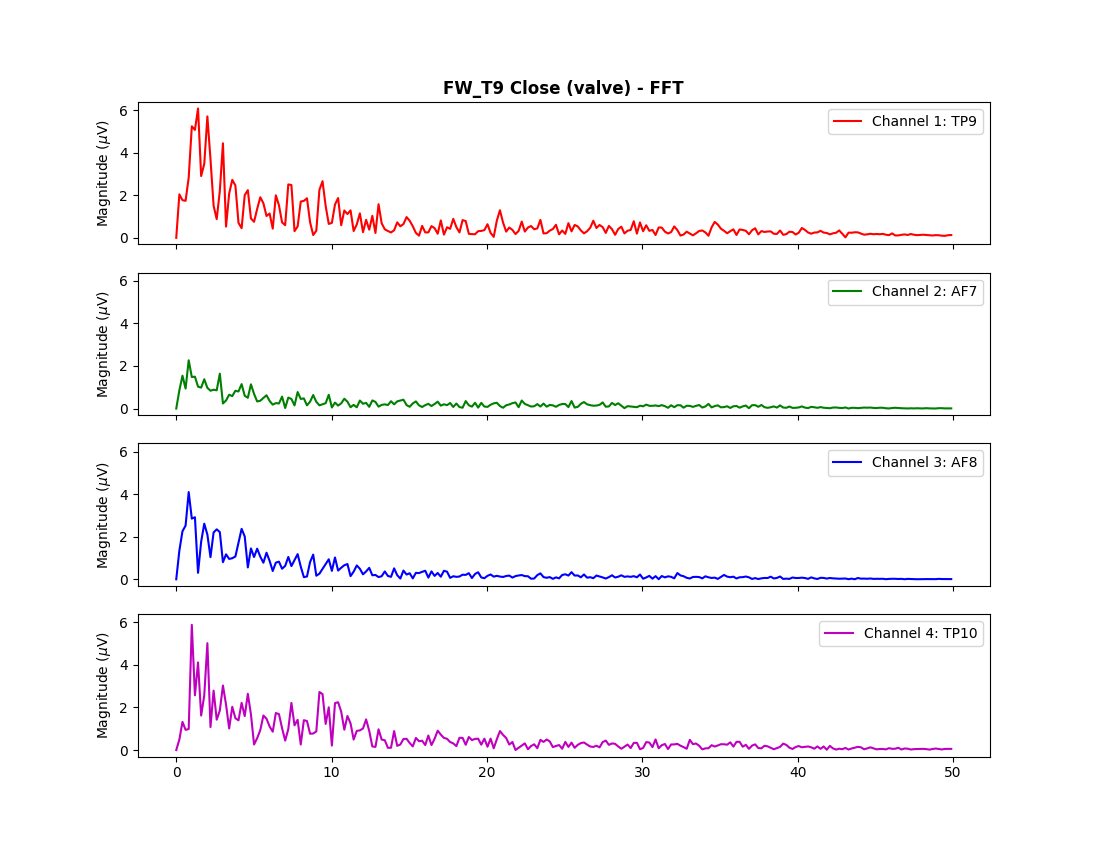 FW_T9 Close (valve) - FFT
Magnitude (μV)
6
4
2
0
Channel 1: TP9
Magnitude (μV)
6
4
2
0
Channel 2: AF7
Magnitude (μV)
6
4
2
0
Channel 3: AF8
Magnitude (μV)
6
4
2
0
Channel 4: TP10
0 10 20 30 40 50